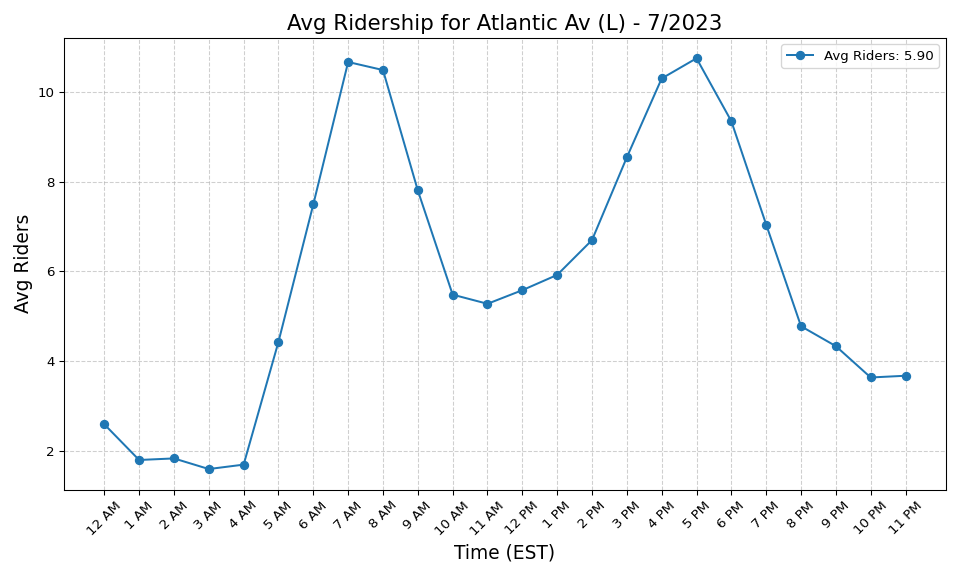 Avg Ridership for Atlantic Av (L) - 7/2023
Avg Riders: 5.90
Avg Riders
10
8
6
4
2
12 AM
1 AM
2 AM
3 AM
4 AM
5 AM
6 AM
7 AM
8 AM
9 AM
10 AM
11 AM
12 PM
1 PM
2 PM
3 PM
4 PM
5 PM
6 PM
7 PM
8 PM
9 PM
10 PM
11 PM
Time (EST)